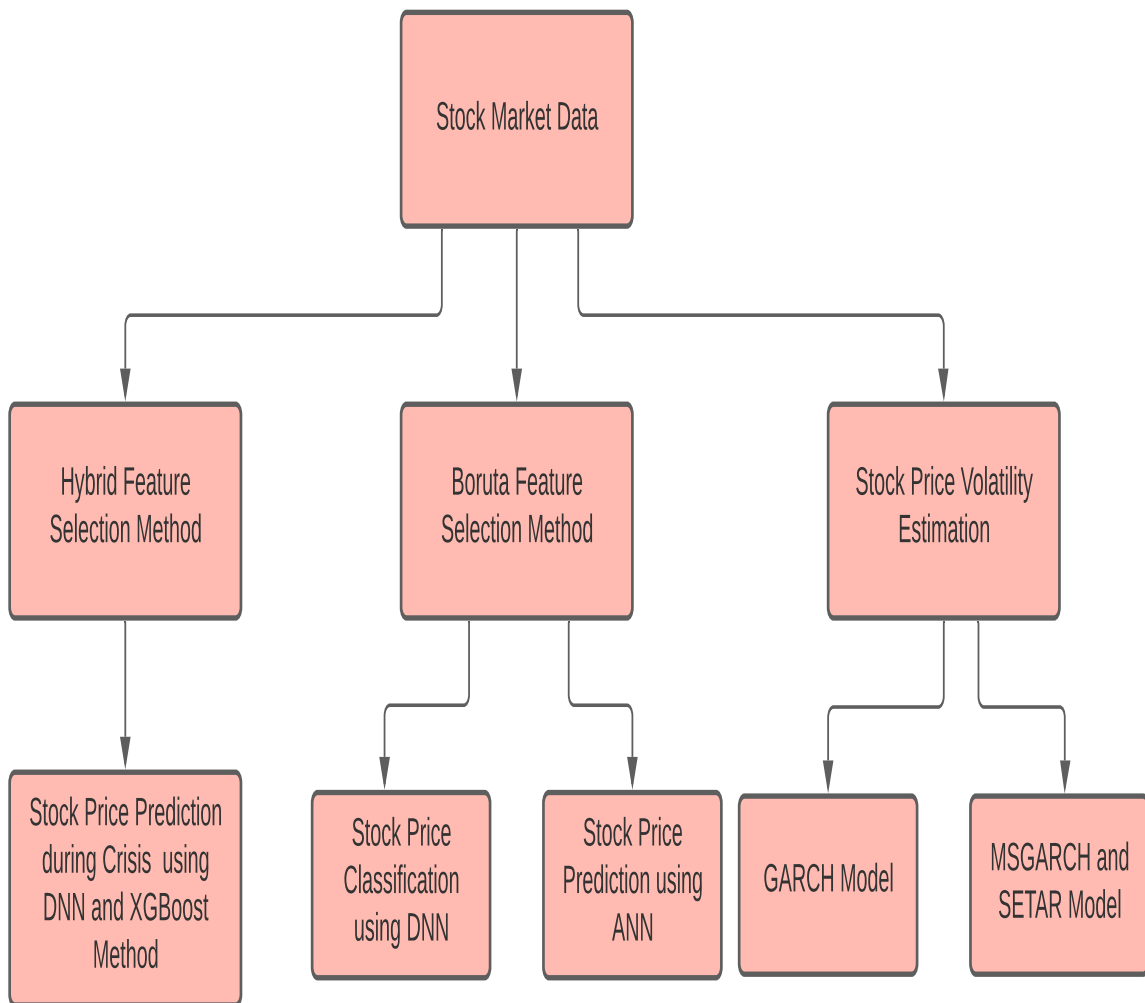 Stock Market Data
Hybrid Feature
Selection Method
Boruta Feature
Selection Method
Stock Price Volatility
Estimation
Stock Price Prediction
during Crisis using
DNN and XGBoost
Method
Stock Price
Classification
using DNN
Stock Price
Prediction using
ANN
GARCH Model
MSGARCH and
SETAR Model